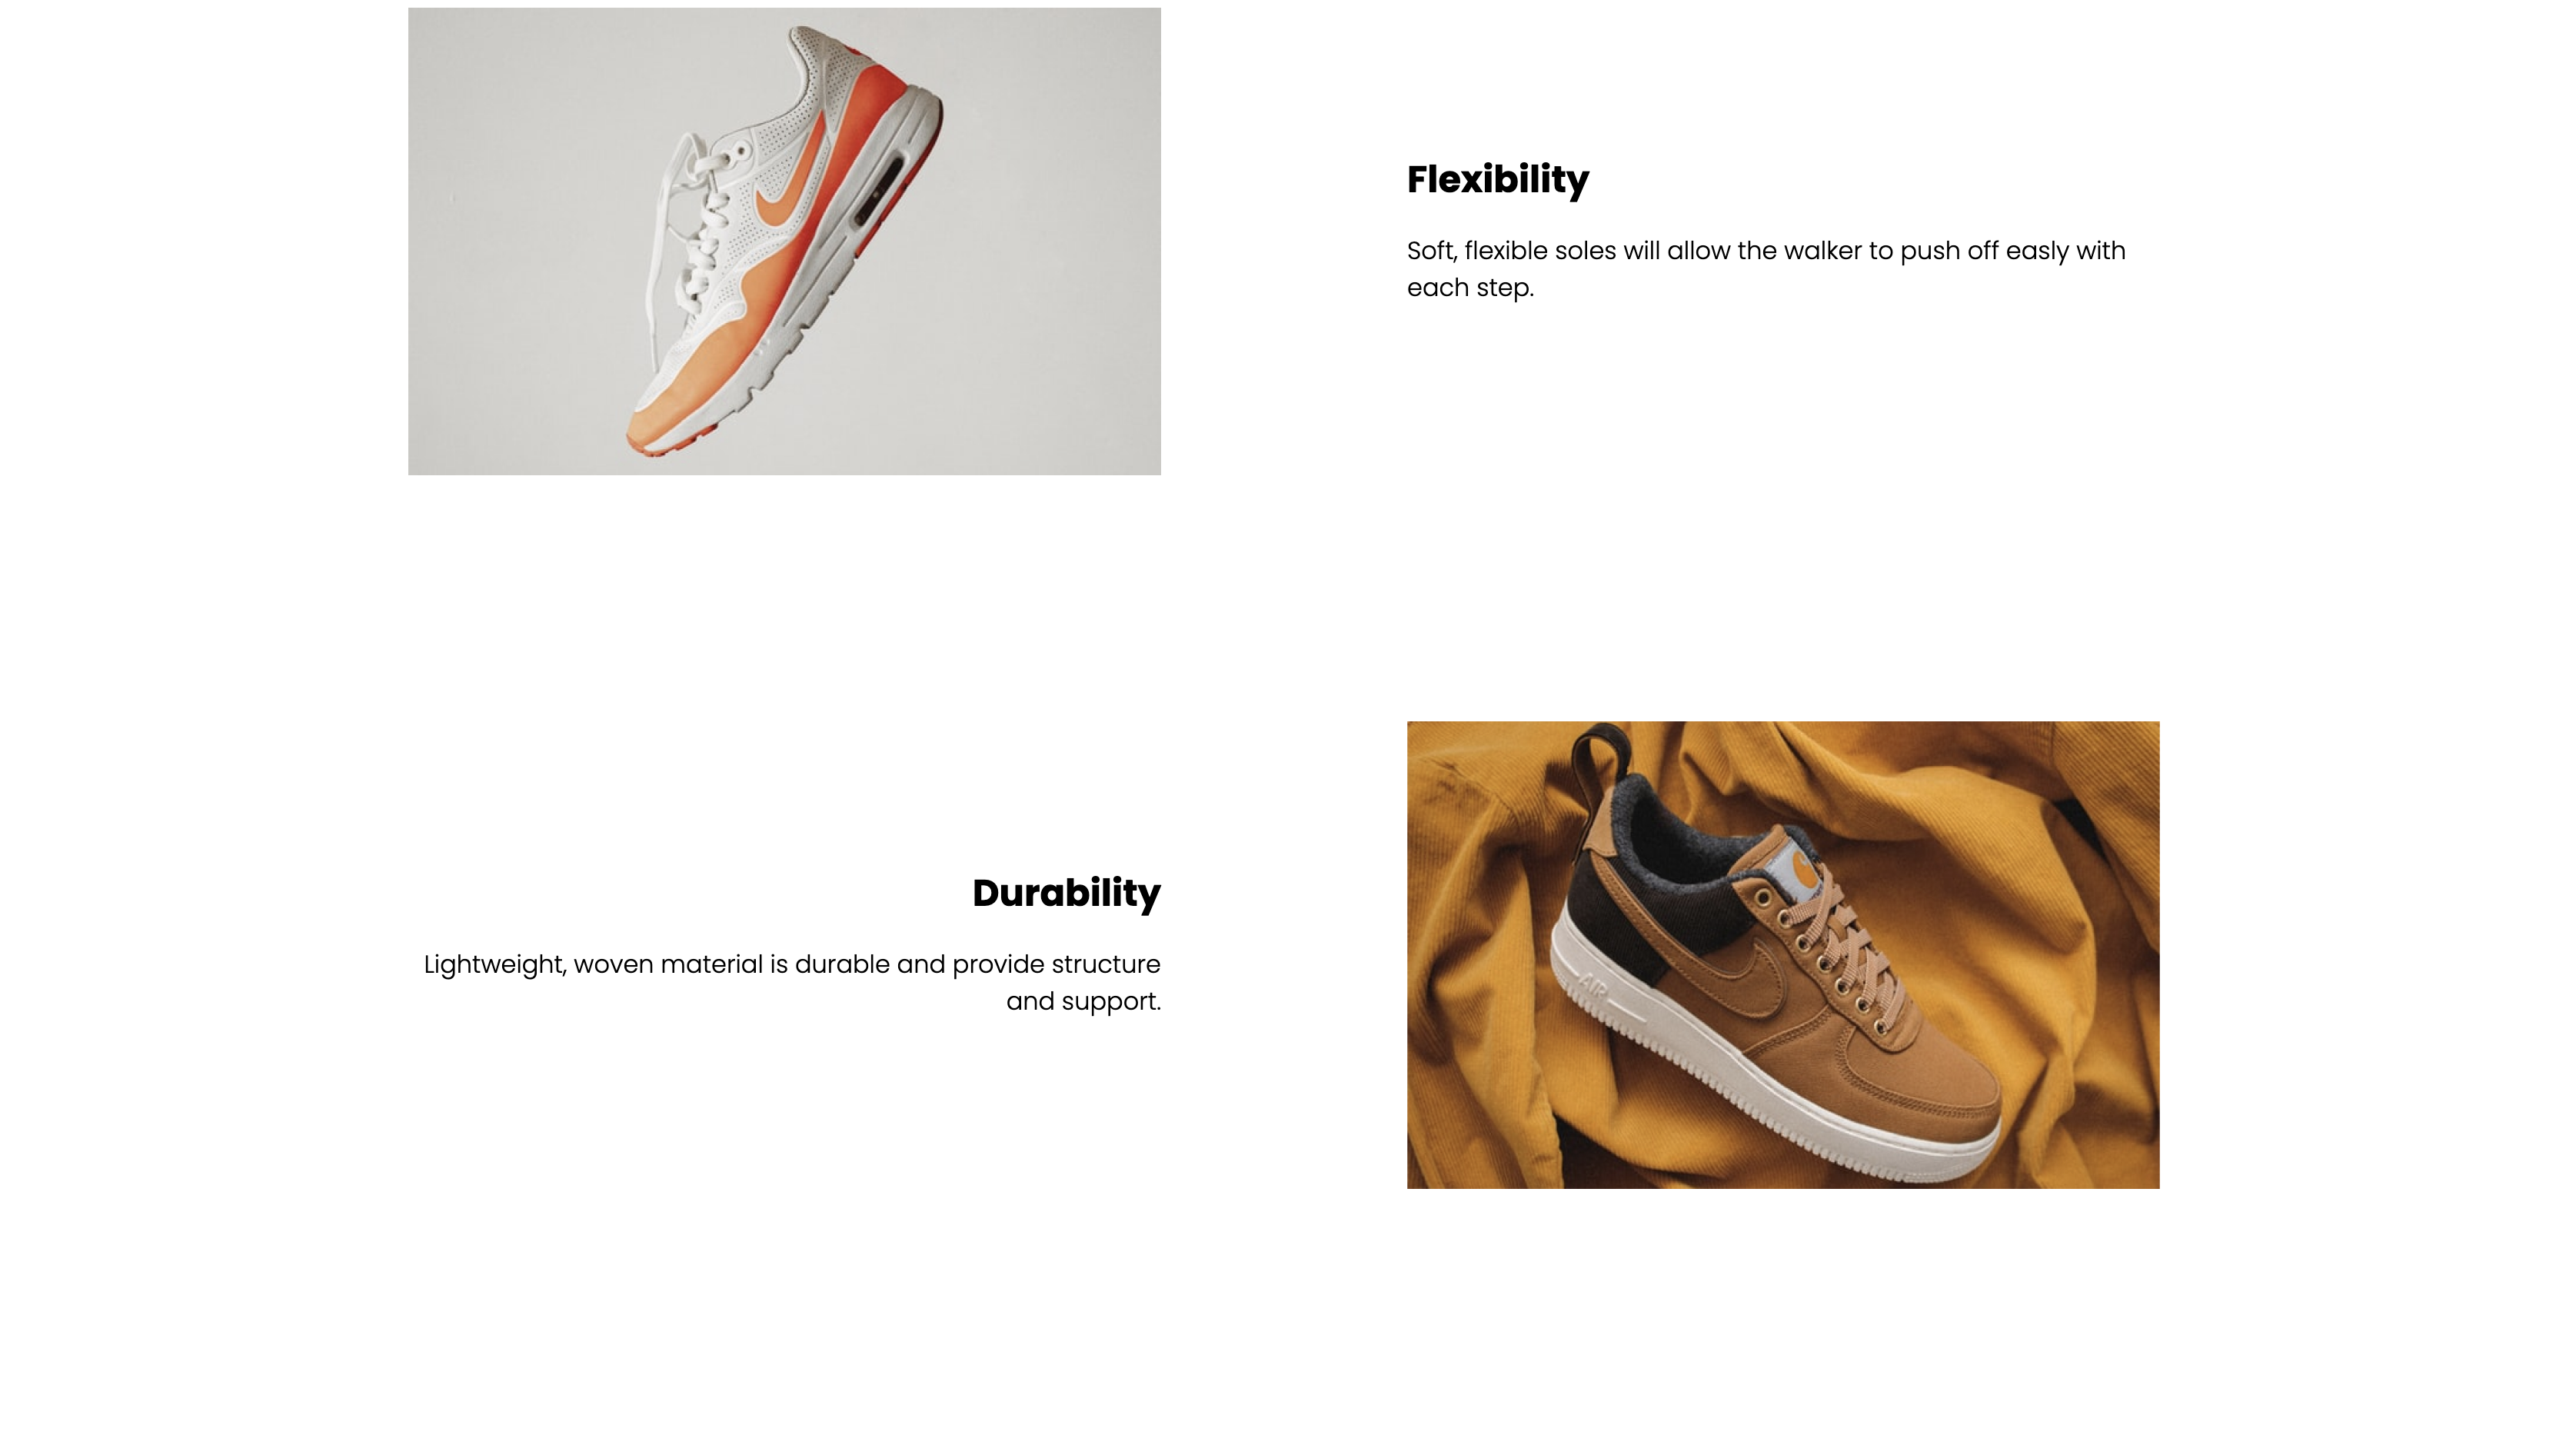 Flexibility
Soft, flexible soles will allow the walker to push off easly with
each step.
Durability
Lightweight, woven material is durable and provide structure
and support.
AIR